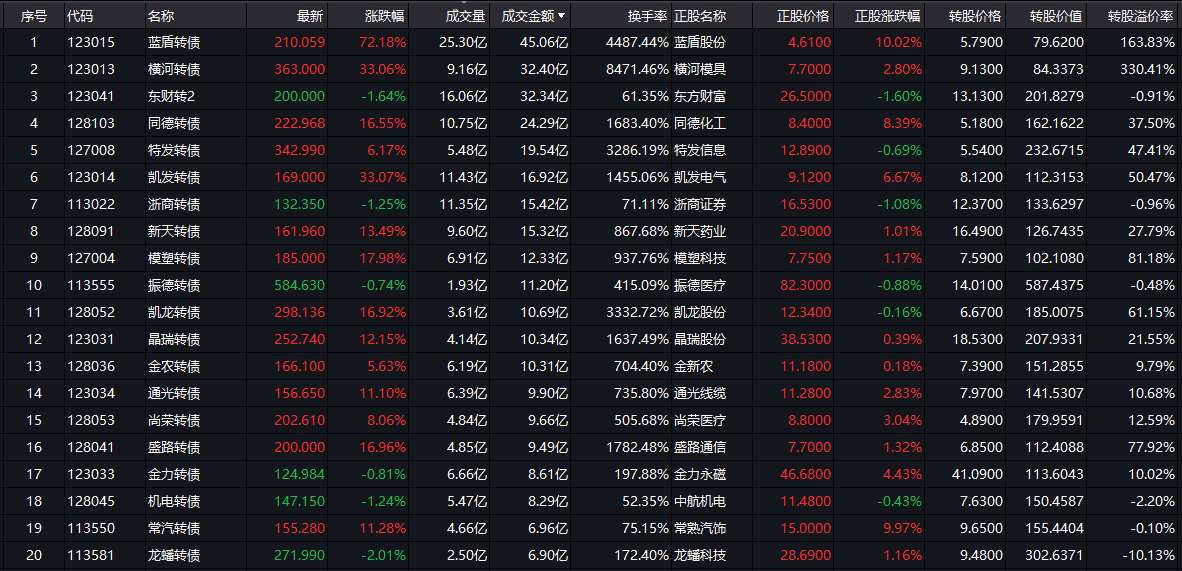 序号 代码 名称 最新 涨跌幅 成交量 成交金额 换手率 正股名称 正股价格 正股涨跌幅 转股价格 转股价值 转股溢价率
1 123015 蓝盾转债 210.059 72.18% 25.30亿 45.06亿 4487.44% 蓝盾股份 4.6100 10.02% 5.7900 79.6200 163.83%
2 123013 横河转债 363.000 33.06% 9.16亿 32.40亿 8471.46% 横河模具 7.7000 2.80% 9.1300 84.3373 330.41%
3 123041 东财转2 200.000 -1.64% 16.06亿 32.34亿 61.35% 东方财富 26.5000 -1.60% 13.1300 201.8279 -0.91%
4 128103 同德转债 222.968 16.55% 10.75亿 24.29亿 1683.40% 同德化工 8.4000 8.39% 5.1800 162.1622 37.50%
5 127008 特发转债 342.990 6.17% 5.48亿 19.54亿 3286.19% 特发信息 12.8900 -0.69% 5.5400 232.6715 47.41%
6 123014 凯发转债 169.000 33.07% 11.43亿 16.92亿 1455.06% 凯发电气 9.1200 6.67% 8.1200 112.3153 50.47%
7 113022 浙商转债 132.350 -1.25% 11.35亿 15.42亿 71.11% 浙商证券 16.5300 -1.08% 12.3700 133.6297 -0.96%
8 128091 新天转债 161.960 13.49% 9.60亿 15.32亿 867.68% 新天药业 20.9000 1.01% 16.4900 126.7435 27.79%
9 127004 模塑转债 185.000 17.98% 6.91亿 12.33亿 937.76% 模塑科技 7.7500 1.17% 7.5900 102.1080 81.18%
10 113555 振德转债 584.630 -0.74% 1.93亿 11.20亿 415.09% 振德医疗 82.3000 -0.88% 14.0100 587.4375 -0.48%
11 128052 凯龙转债 298.136 16.92% 3.61亿 10.69亿 3332.72% 凯龙股份 12.3400 -0.16% 6.6700 185.0075 61.15%
12 123031 晶瑞转债 252.740 12.15% 4.14亿 10.34亿 1637.49% 晶瑞股份 38.5300 0.39% 18.5300 207.9331 21.55%
13 128036 金农转债 166.100 5.63% 6.19亿 10.31亿 704.40% 金新农 11.1800 0.18% 7.3900 151.2855 9.79%
14 123034 通光转债 156.650 11.10% 6.39亿 9.90亿 735.80% 通光线缆 11.2800 2.83% 7.9700 141.5307 10.68%
15 128053 尚荣转债 202.610 8.06% 4.84亿 9.66亿 505.68% 尚荣医疗 8.8000 3.04% 4.8900 179.9591 12.59%
16 128041 盛路转债 200.000 16.96% 4.85亿 9.49亿 1782.48% 盛路通信 7.7000 1.32% 6.8500 112.4088 77.92%
17 123033 金力转债 124.984 -0.81% 6.66亿 8.61亿 197.88% 金力永磁 46.6800 4.43% 41.0900 113.6043 10.02%
18 128045 机电转债 147.150 -1.24% 5.47亿 8.29亿 52.35% 中航机电 11.4800 -0.43% 7.6300 150.4587 -2.20%
19 113550 常汽转债 155.280 11.28% 4.66亿 6.96亿 75.15% 常熟汽饰 15.0000 9.97% 9.6500 155.4404 -0.10%
20 113581 龙蟠转债 271.990 -2.01% 2.50亿 6.90亿 172.40% 龙蟠科技 28.6900 1.16% 9.4800 302.6371 -10.13%